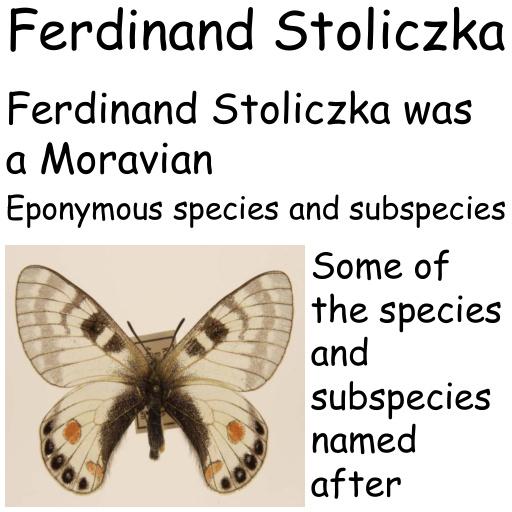 Ferdinand Stoliczka
Ferdinand Stoliczka was
a Moravian
Eponymous species and subspecies
Some of
the species
and
subspecies
named
after